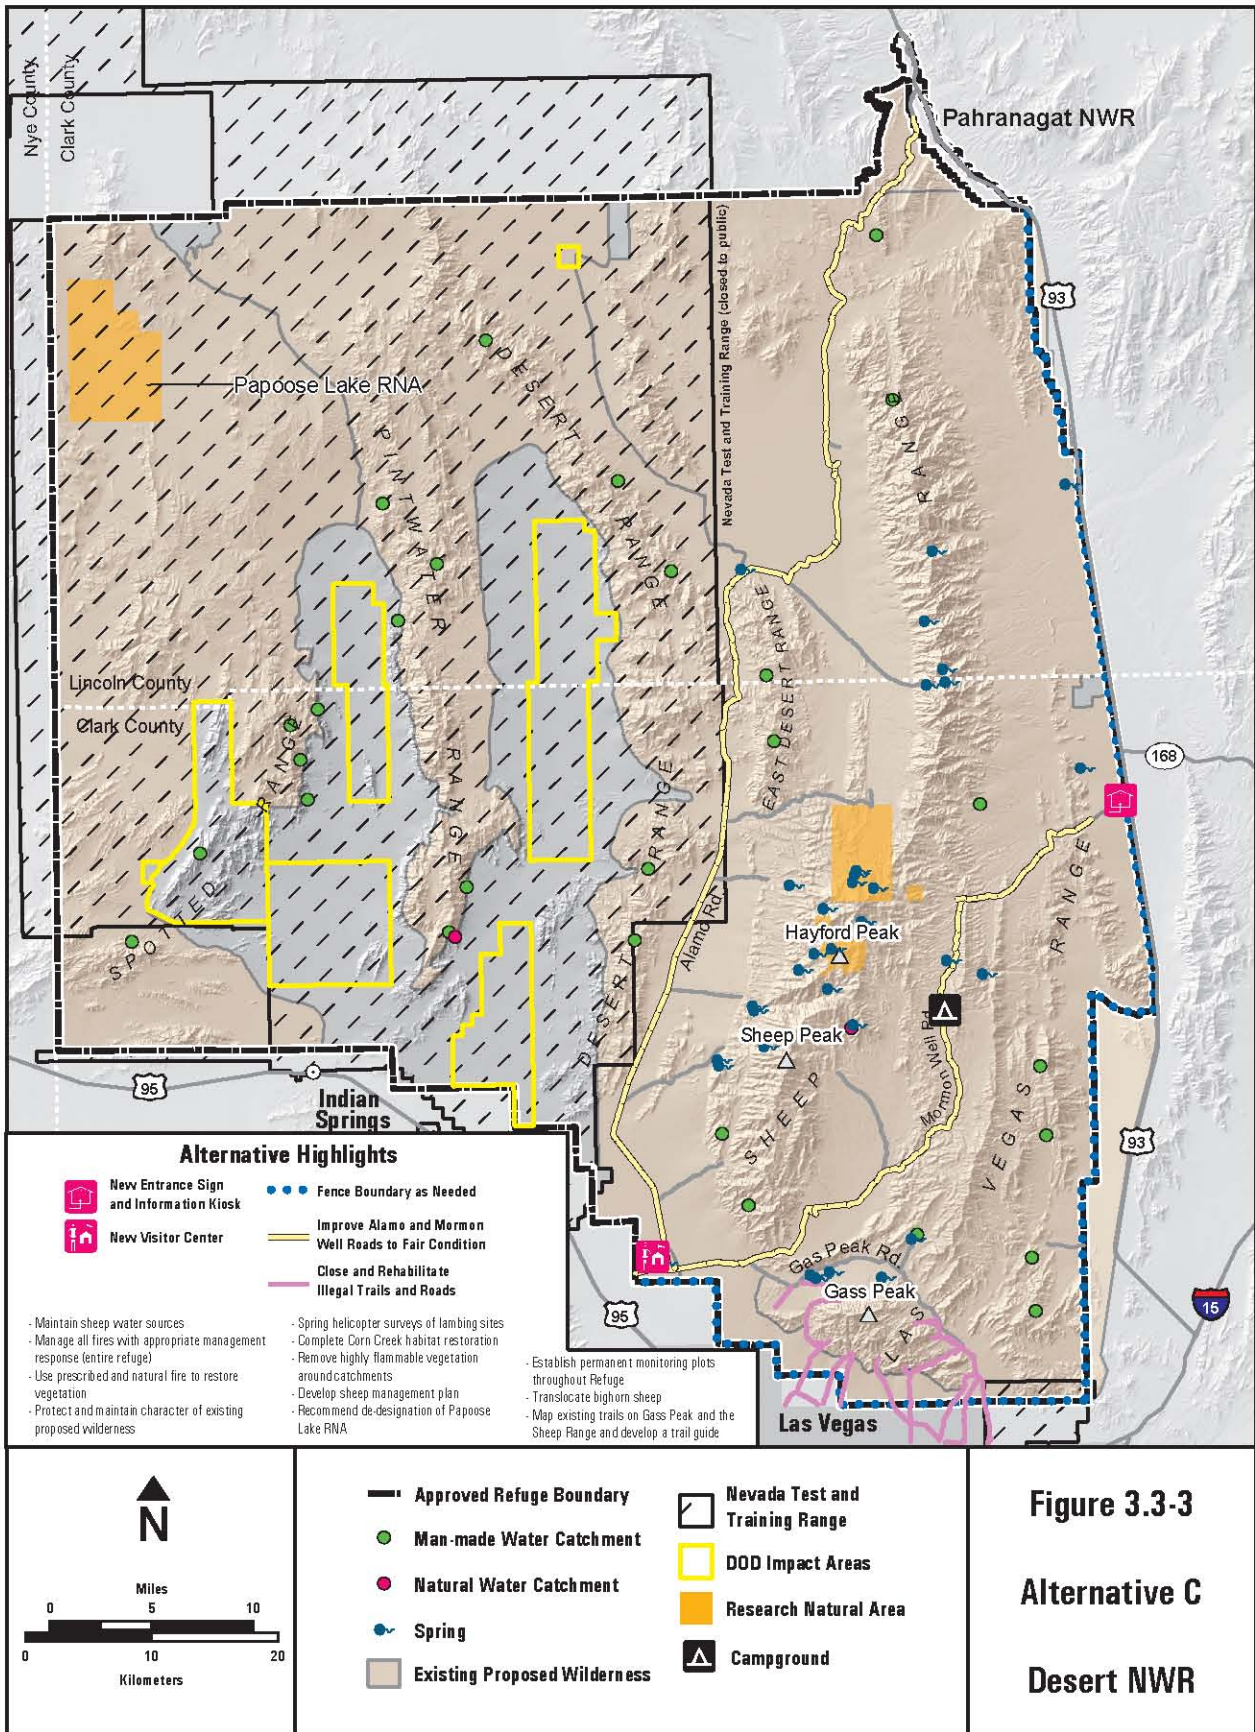 Nye County
Clark County
Pahranagat NWR
Nevada Test and Training Range (closed to public)
93
Papoose Lake RNA
DESERT RANGE
PINTWATER RANGE
RANGE
EAST DESERT RANGE
Lincoln County
Clark County
168
SPOTTED RANGE
DESERT RANGE
Alamo Rd.
Hayford Peak
Sheep Peak
SHEEP
Mormon Well Rd.
LAS VEGAS RANGE
95
Indian
Springs
93
Gas Peak Rd.
Gass Peak
95
15
Las Vegas
Alternative Highlights
New Entrance Sign
and Information Kiosk
New Visitor Center
Fence Boundary as Needed
Improve Alamo and Mormon
Well Roads to Fair Condition
Close and Rehabilitate
Illegal Trails and Roads
- Maintain sheep water sources
- Manage all fires with appropriate management
response (entire refuge)
- Use prescribed and natural fire to restore
vegetation
- Protect and maintain character of existing
proposed wilderness
- Spring helicopter surveys of lambing sites
- Complete Corn Creek habitat restoration
- Remove highly flammable vegetation
around catchments
- Develop sheep management plan
- Recommend de-designation of Papoose
Lake RNA
- Establish permanent monitoring plots
throughout Refuge
- Translocate bighorn sheep
- Map existing trails on Gass Peak and the
Sheep Range and develop a trail guide
N
Miles
0 5 10
0 10 20
Kilometers
Approved Refuge Boundary
Man-made Water Catchment
Natural Water Catchment
Spring
Existing Proposed Wilderness
Nevada Test and
Training Range
DOD Impact Areas
Research Natural Area
Campground
Figure 3.3-3
Alternative C
Desert NWR